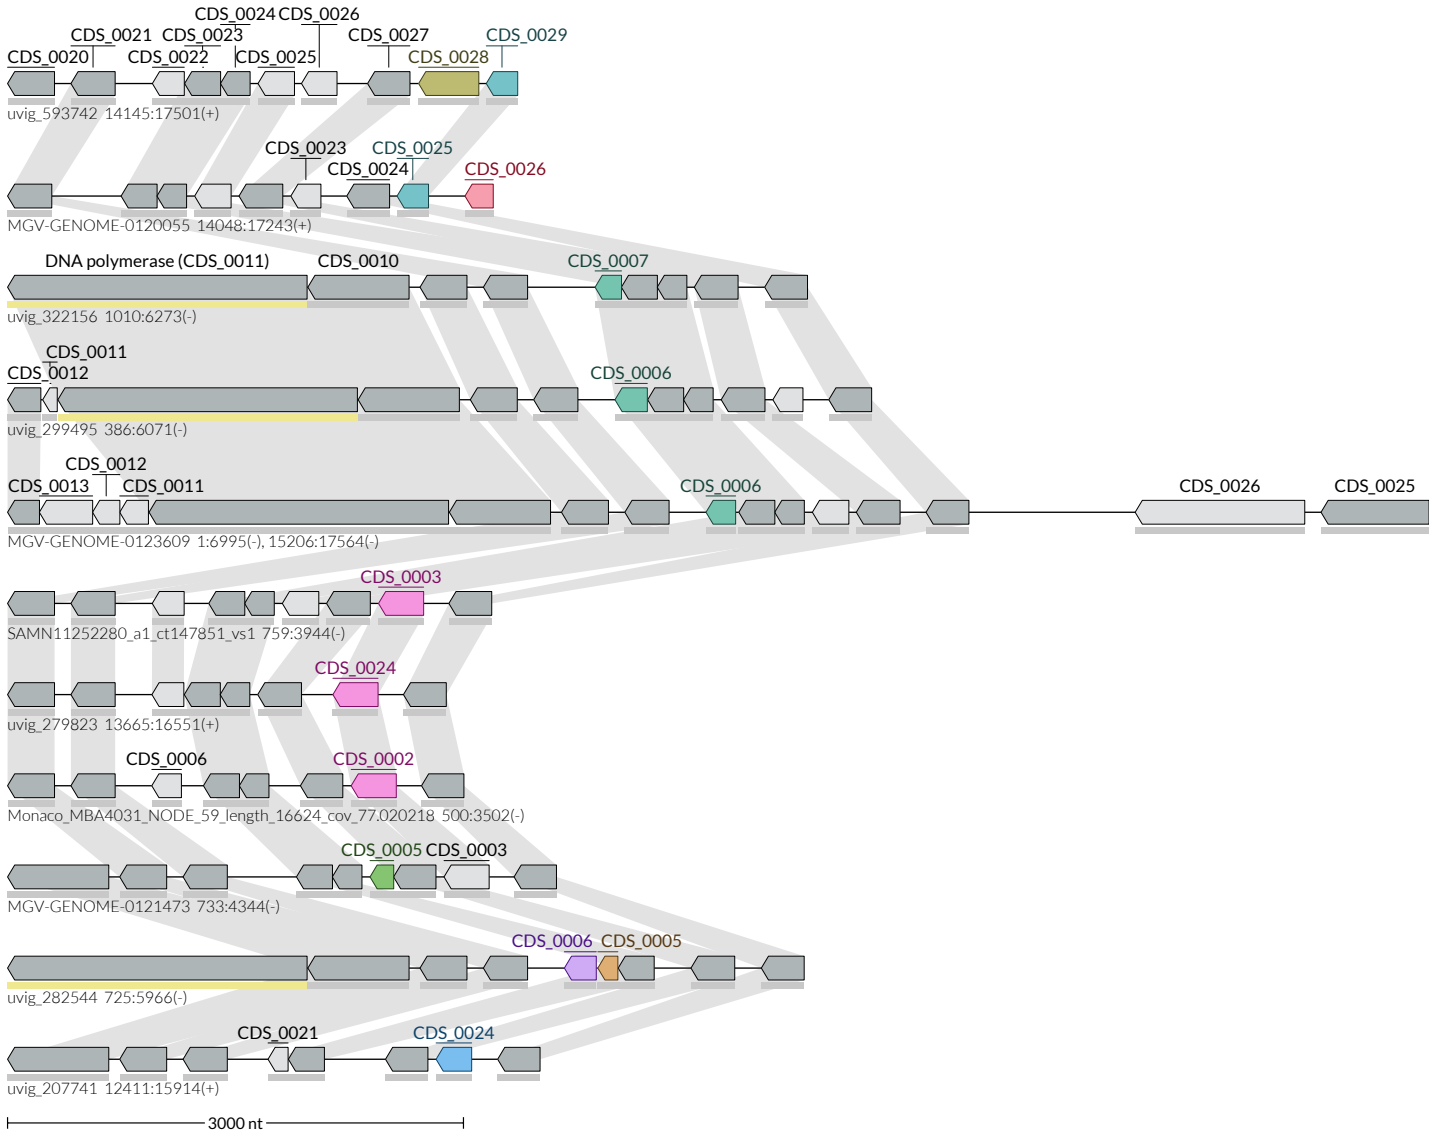 CDS_0024 CDS_0026
CDS_0021 CDS_0023 CDS_0027 CDS_0029
CDS_0020 CDS_0022 CDS_0025 CDS_0028
uvig_593742 14145:17501(+)
CDS_0023 CDS_0025
CDS_0024 CDS_0026
MGV-GENOME-0120055 14048:17243(+)
DNA polymerase (CDS_0011) CDS_0010 CDS_0007
uvig_322156 1010:6273(-)
CDS_0011
CDS_0012 CDS_0006
uvig_299495 386:6071(-)
CDS_0012
CDS_0013 CDS_0011 CDS_0006 CDS_0026 CDS_0025
MGV-GENOME-0123609 1:6995(-), 15206:17564(-)
CDS_0003
SAMN11252280_a1_ct147851_vs1 759:3944(-)
CDS_0024
uvig_279823 13665:16551(+)
CDS_0006 CDS_0002
Monaco_MBA4031_NODE_59_length_16624_cov_77.020218 500:3502(-)
CDS_0005 CDS_0003
MGV-GENOME-0121473 733:4344(-)
CDS_0006 CDS_0005
uvig_282544 725:5966(-)
CDS_0021 CDS_0024
uvig_207741 12411:15914(+)
3000 nt